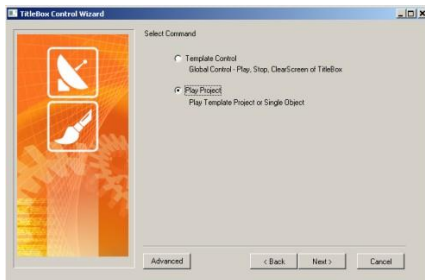 TitleBox Control Wizard
Select Command
Template Control
Global Control - Play, Stop, ClearScreen of TitleBox
Play Project
Play Template Project or Single Object
Advanced
< Back
Next >
Cancel